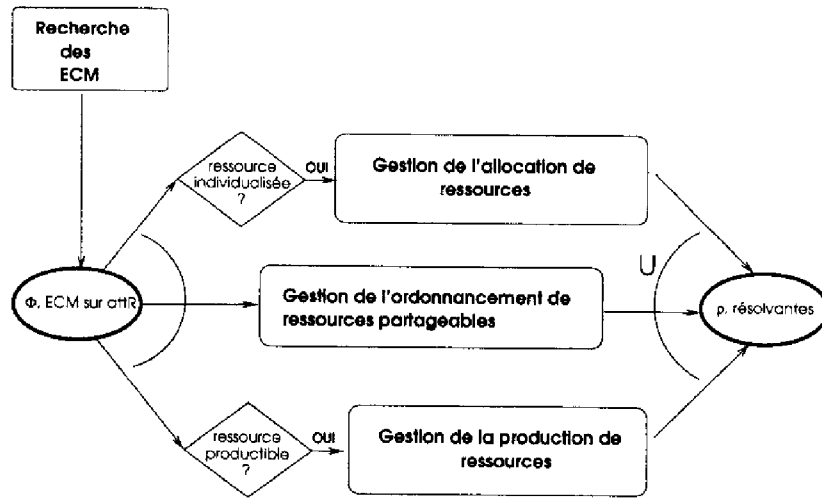 Recherche
des
ECM
ressource
individualisée
?
OUI
Gestion de l'allocation de
ressources
Φ, ECM sur attR
Gestion de l'ordonnancement de
ressources partageables
U
ρ, résolvantes
ressource
productible
?
OUI
Gestion de la production de
ressources